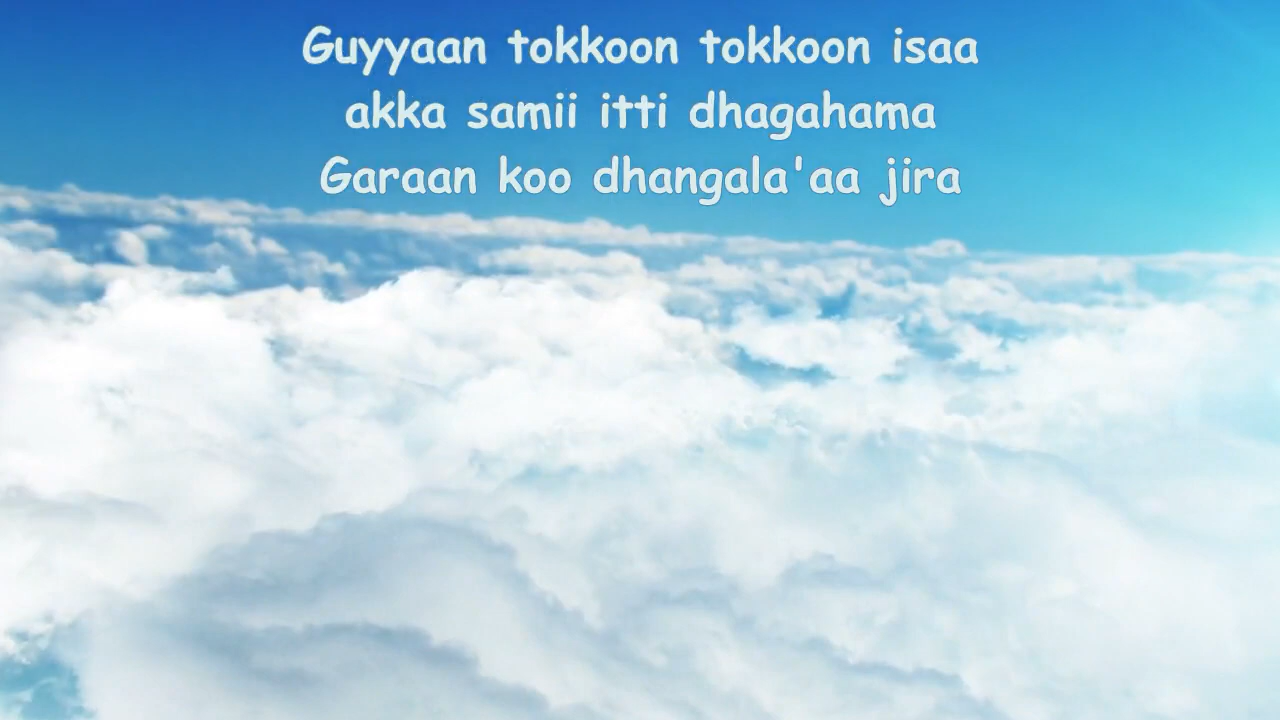 Guyyaan tokkoon tokkoon isaa
akka samii itti dhagahama
Garaan koo dhangala'aa jira